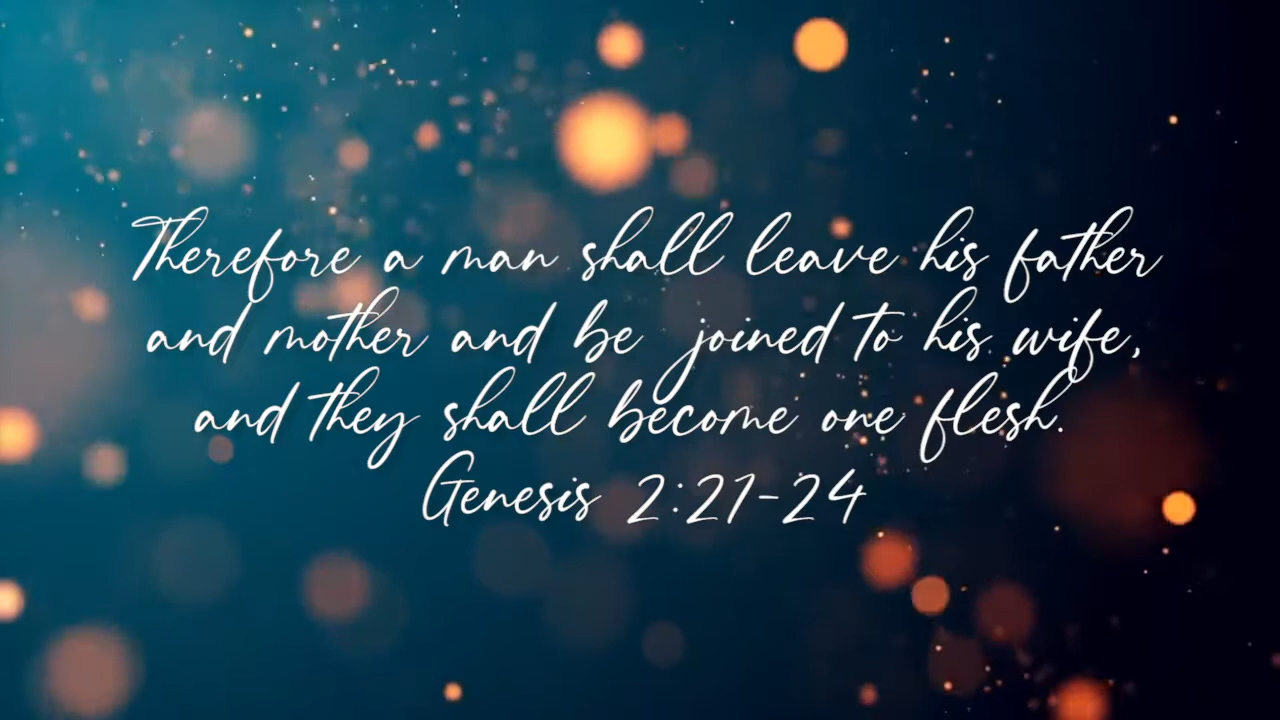 Therefore a man shall leave his father
and mother and be joined to his wife,
and they shall become one flesh.
Genesis 2:21-24